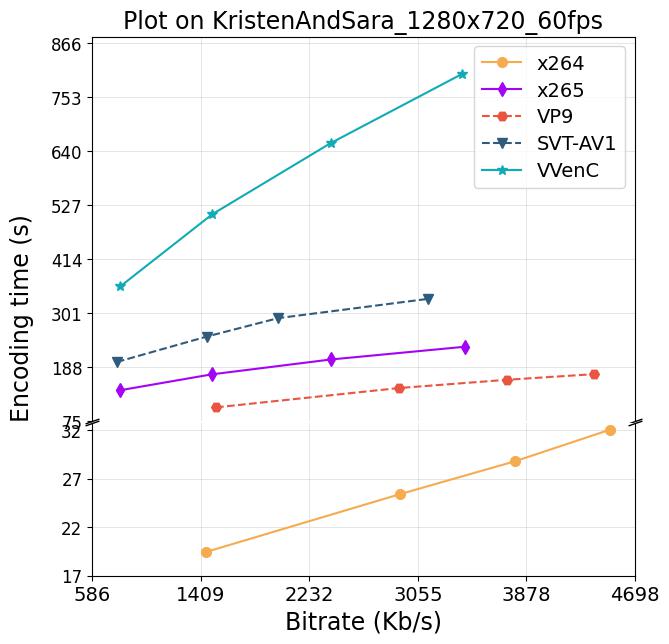 Plot on KristenAndSara_1280x720_60fps
866
753
640
527
414
301
188
75
32
27
22
17
x264
x265
VP9
SVT-AV1
VVenC
Encoding time (s)
586 1409 2232 3055 3878 4698
Bitrate (Kb/s)